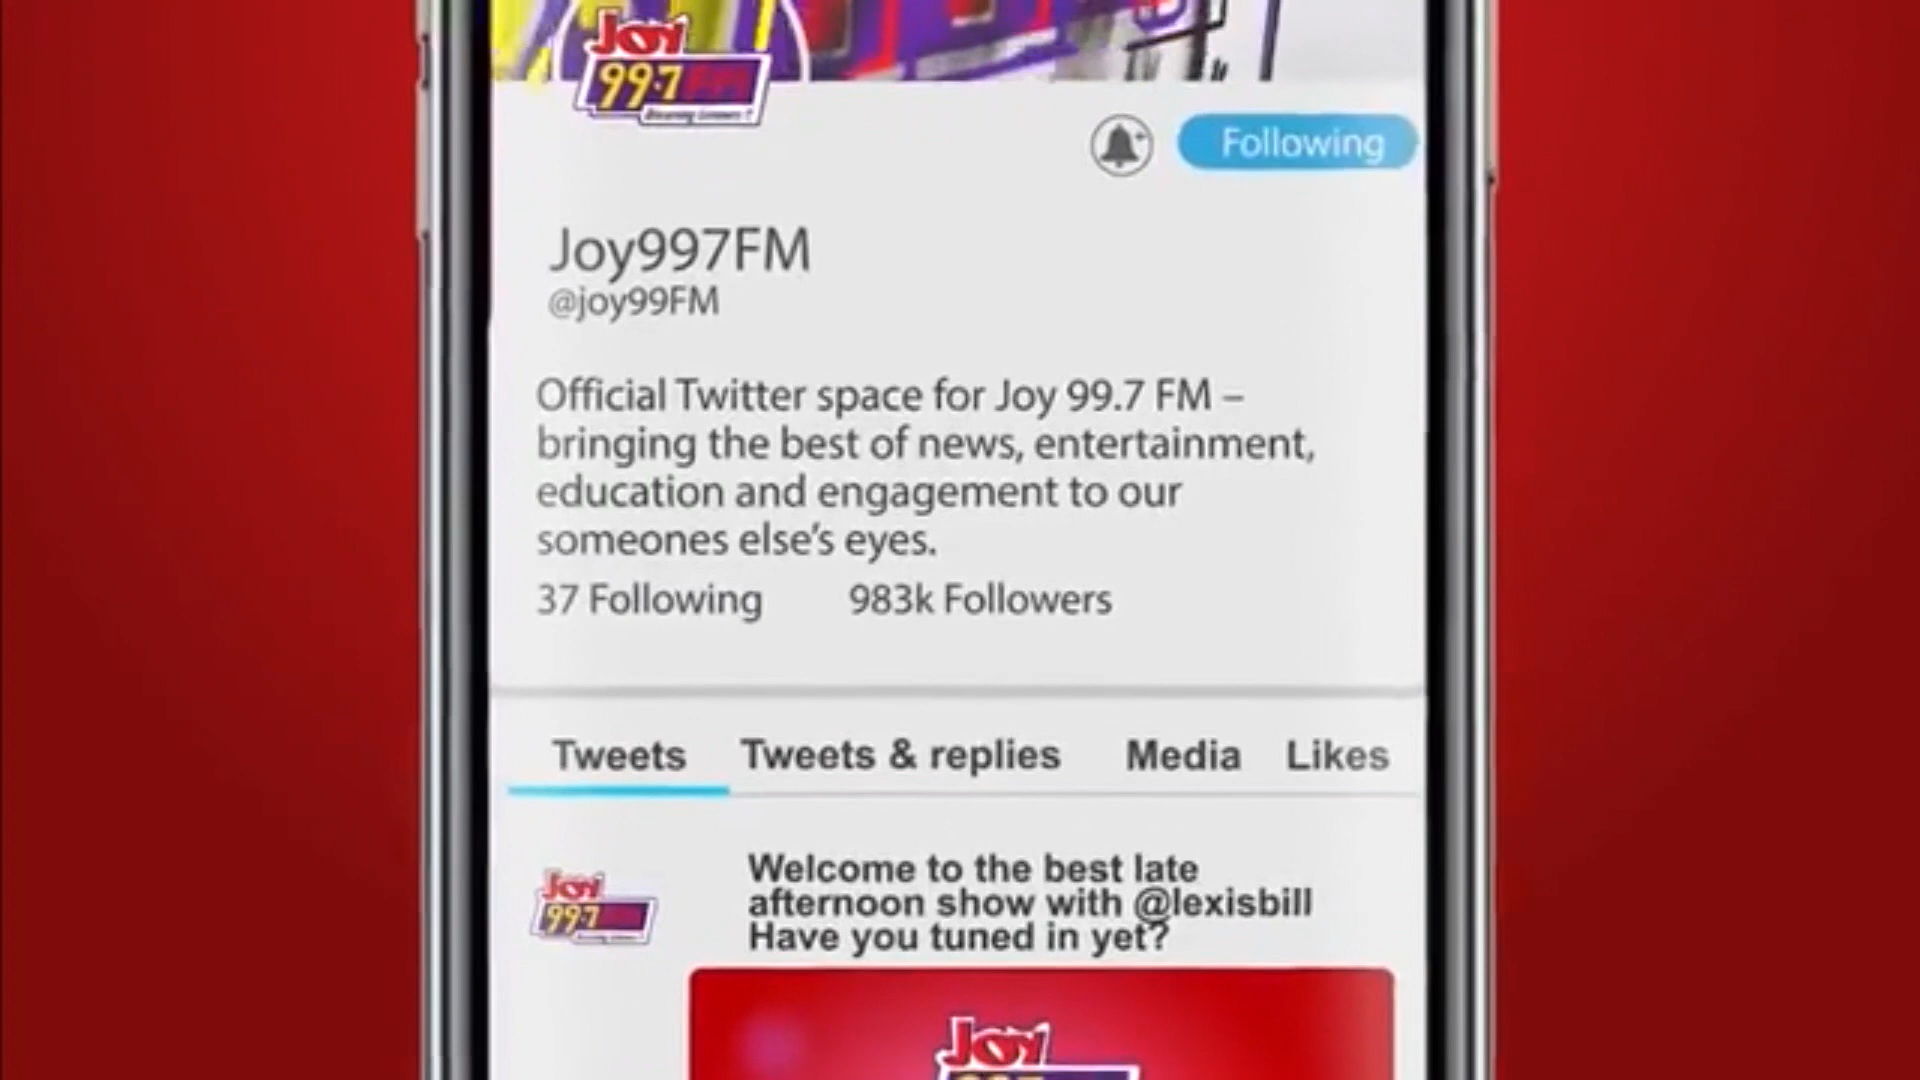 Joy
99.7 FM
Following
Joy997FM
@joy99FM
Official Twitter space for Joy 99.7 FM –
bringing the best of news, entertainment,
education and engagement to our
someones else's eyes.
37 Following 983k Followers
Tweets Tweets & replies Media Likes
Joy
99.7
Welcome to the best late
afternoon show with @lexisbill
Have you tuned in yet?
Joy